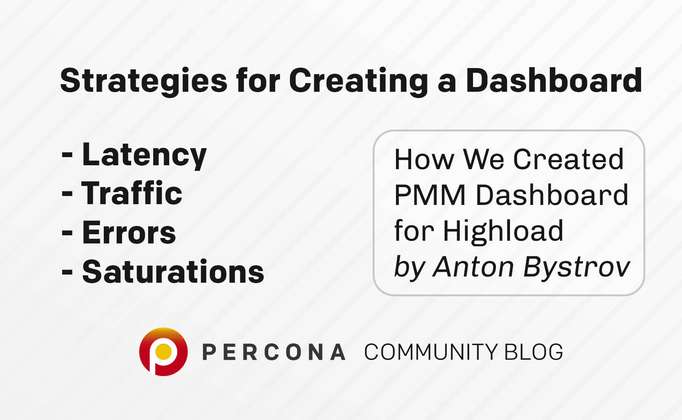 Strategies for Creating a Dashboard
- Latency
- Traffic
- Errors
- Saturations
How We Created
PMM Dashboard
for Highload
by Anton Bystrov
PERCONA COMMUNITY BLOG